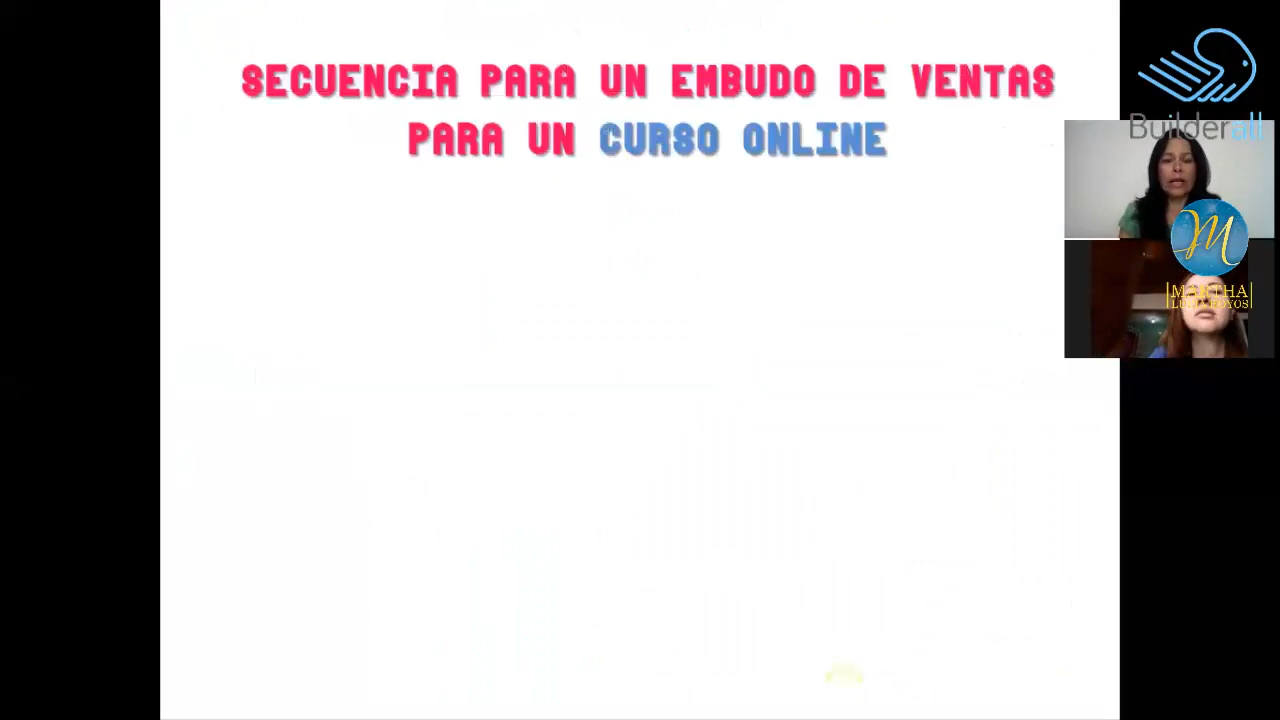 SECUENCIA PARA UN EMBUDO DE VENTAS
PARA UN CURSO ONLINE
Builderall
M
MARTHA